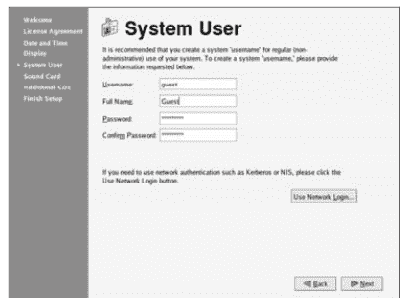 Welcome
License Agreement
Date and Time
Display
System User
Sound Card
Additional CDs
Finish Setup
System User
It is recommended that you create a system 'username' for regular (non-
administrative) use of your system. To create a system 'username,' please provide
the information requested below.
Username: guest
Full Name: Guest
Password: ********
Confirm Password: ********
If you need to use network authentication such as Kerberos or NIS, please click the
Use Network Login button.
Use Network Login...
Back
Next